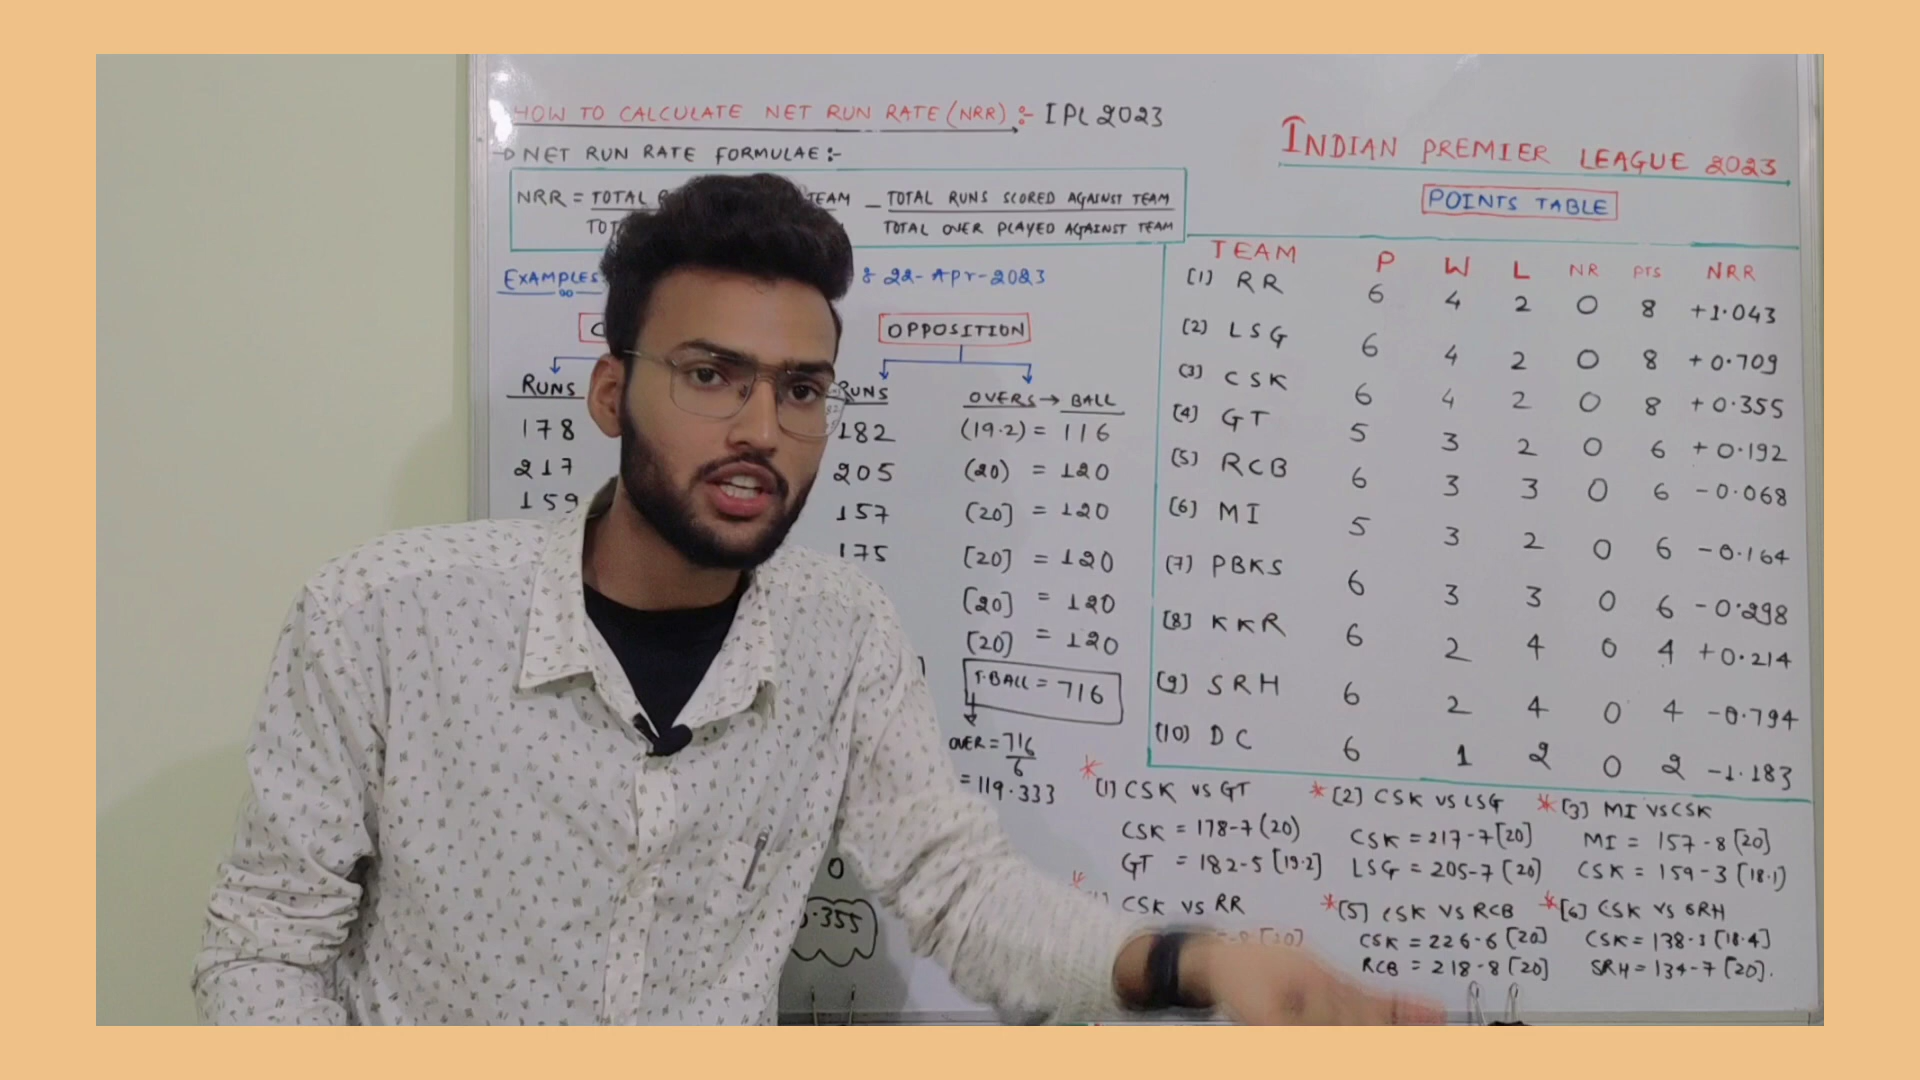 HOW TO CALCULATE NET RUN RATE (NRR) :- IPL 2023
NET RUN RATE FORMULAE :-
NRR = TOTAL TEAM - TOTAL RUNS SCORED AGAINST TEAM
TOTAL OVER PLAYED AGAINST TEAM
EXAMPLES & 22-Apr-2023
OPPOSITION
RUNS
178
217
159
RUNS OVERS → BALL
182 (19.2) = 116
205 (20) = 120
157 (20] = 120
175 [20] = 120
[20] = 120
[20] = 120
T.BALL = 716
OVER = 716
6
= 119.333
0
.355
INDIAN PREMIER LEAGUE 2023
POINTS TABLE
TEAM P W L NR PTS NRR
(1) RR 6 4 2 0 8 +1.043
(2) LSG 6 4 2 0 8 +0.709
(3) CSK 6 4 2 0 8 +0.355
(4) GT 5 3 2 0 6 +0.192
(5) RCB 6 3 3 0 6 -0.068
(6) MI 5 3 2 0 6 -0.164
(7) PBKS 6 3 3 0 6 -0.298
[8] KKR 6 2 4 0 4 +0.214
(9) SRH 6 2 4 0 4 -0.794
(10) DC 6 1 2 0 2 -1.183
* (1) CSK VS GT
CSK = 178-7 (20)
GT = 182-5 [19.2]
* [2] CSK VS LSG
CSK = 217-7 [20]
LSG = 205-7 [20]
* [3] MI VS CSK
MI = 157-8 [20]
CSK = 159-3 [18.1)
* CSK VS RR
[20]
* [5] CSK VS RCB
CSK = 226-6 [20]
RCB = 218-8 [20]
* [6] CSK VS SRH
CSK = 138-3 [18.4]
SRH = 134-7 [20].